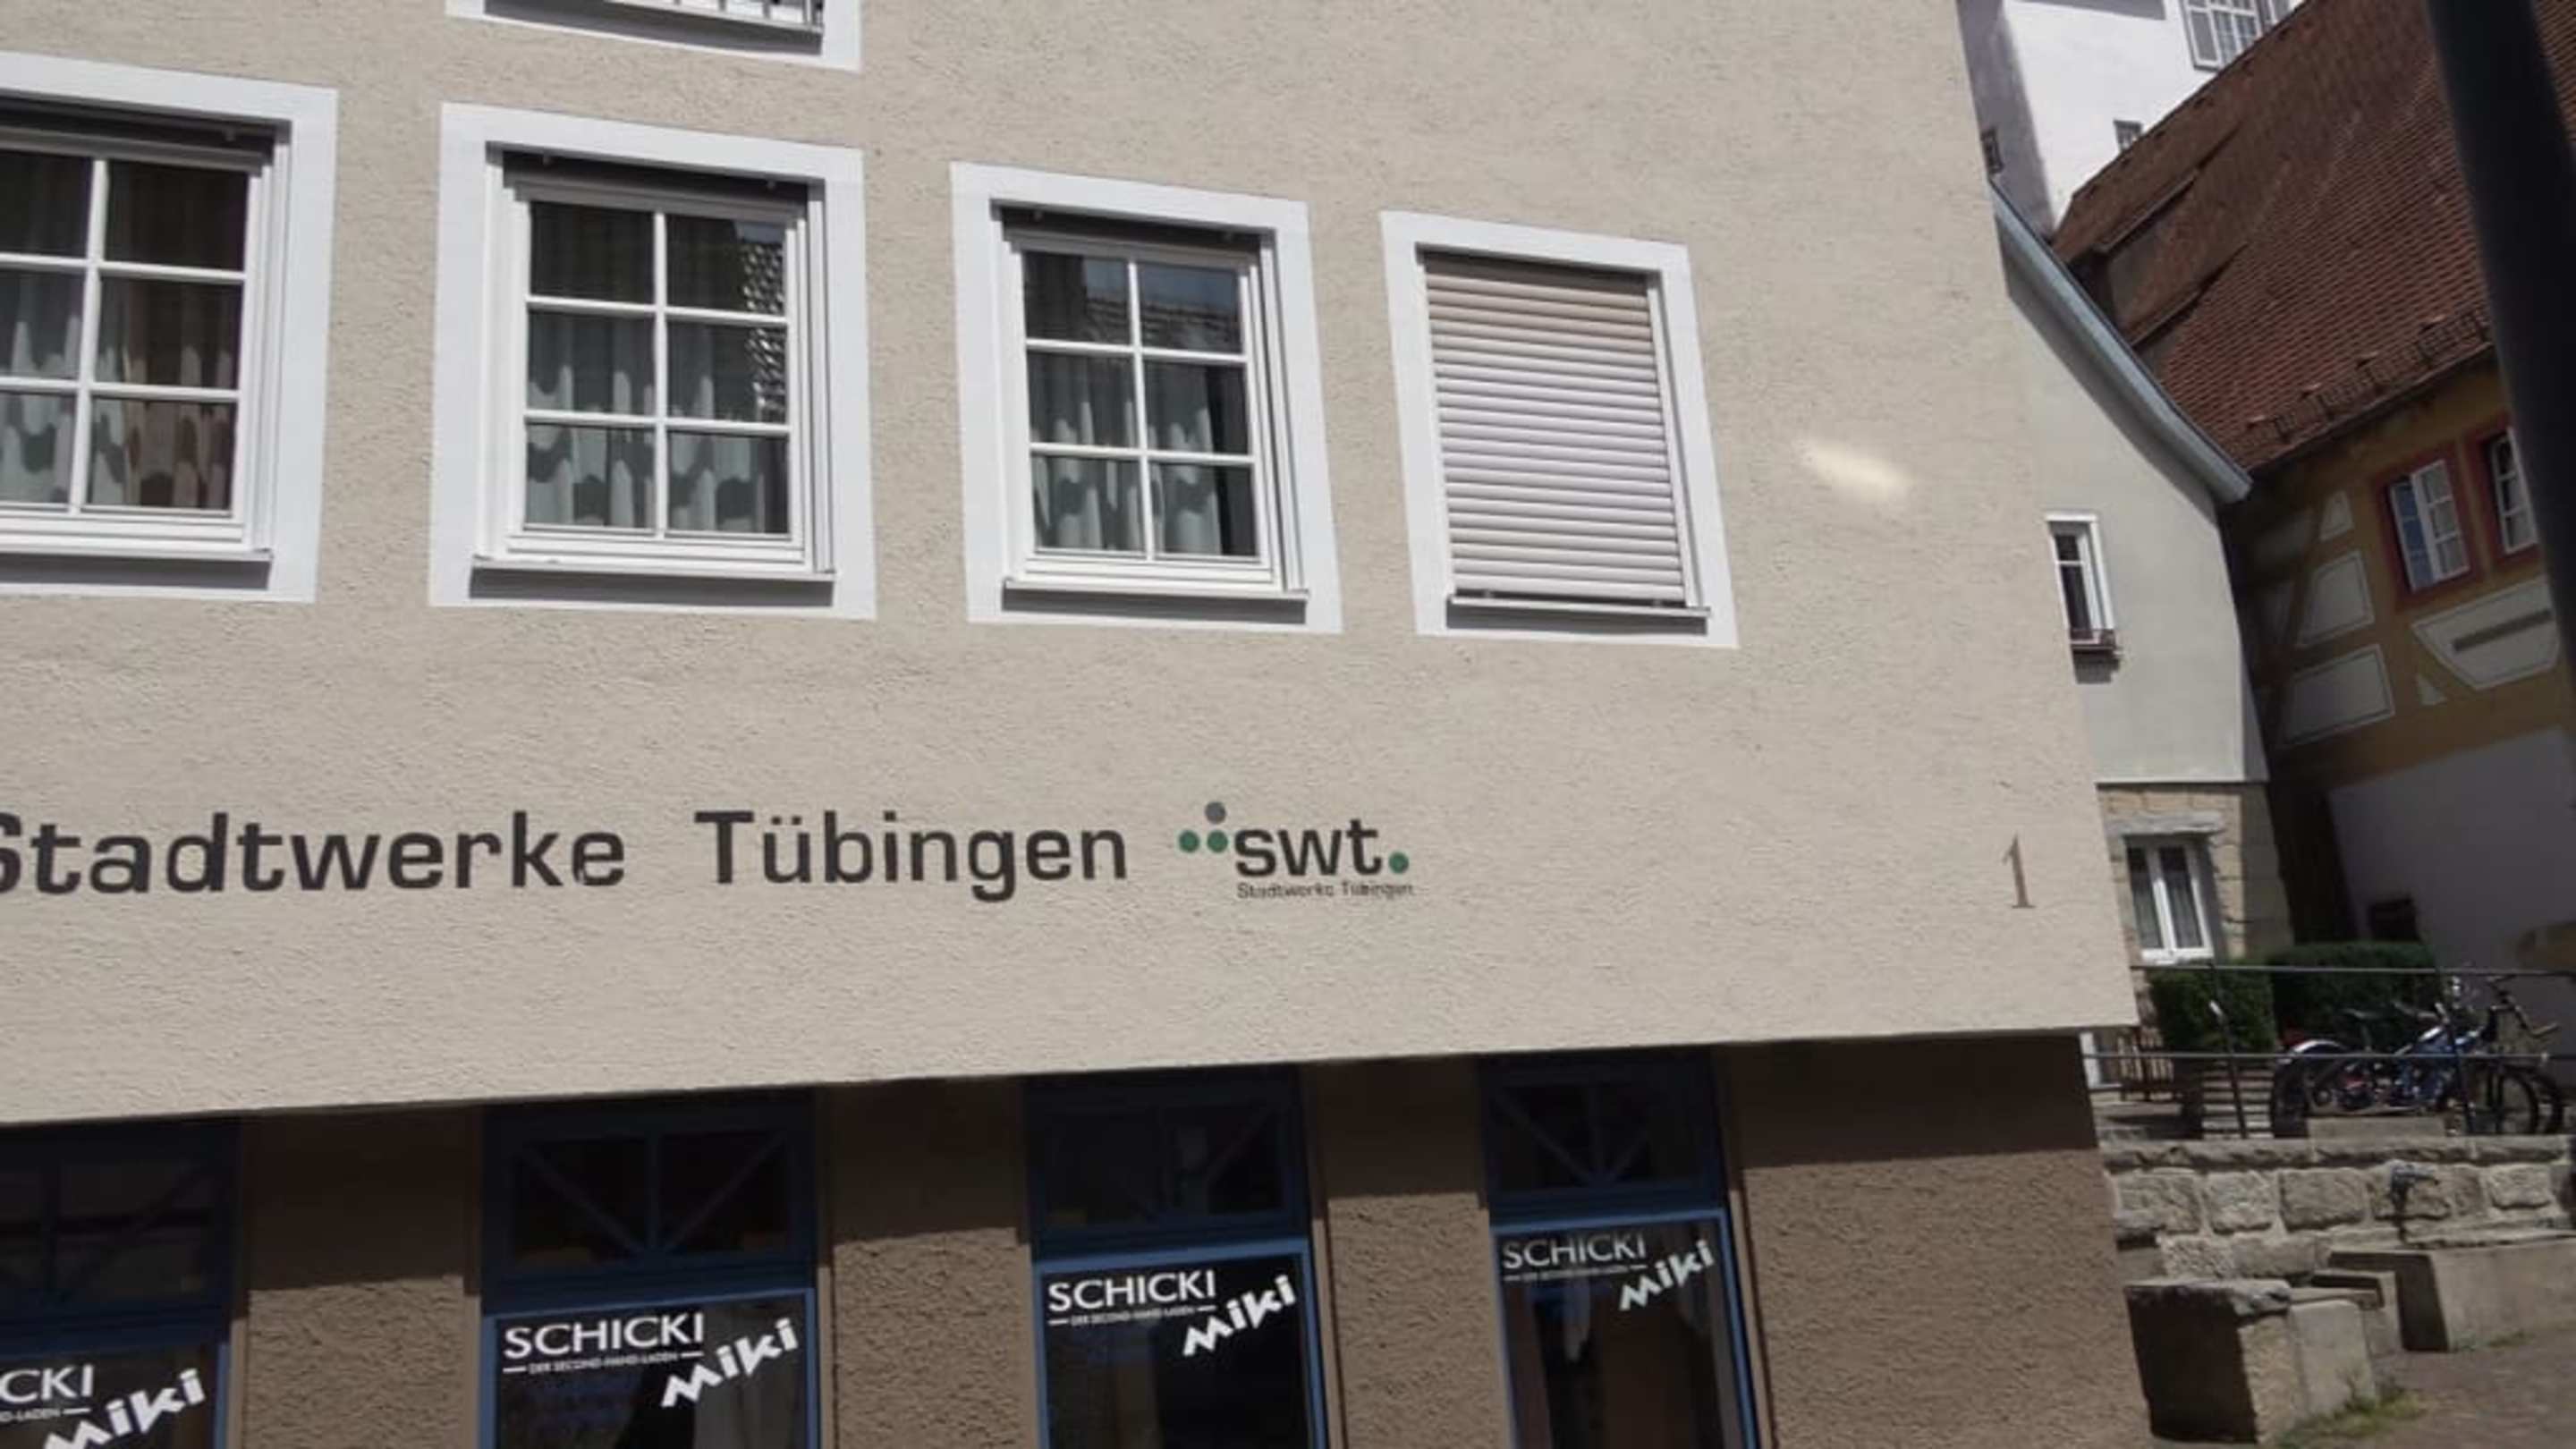 Stadtwerke Tübingen swt.
Stadtwerke Tübingen
1
SCHICKI
DER SECOND-HAND-LADEN
MIKI
SCHICKI
DER SECOND-HAND-LADEN
MIKI
SCHICKI
MIKI
CKI
D-LADEN
MIKI